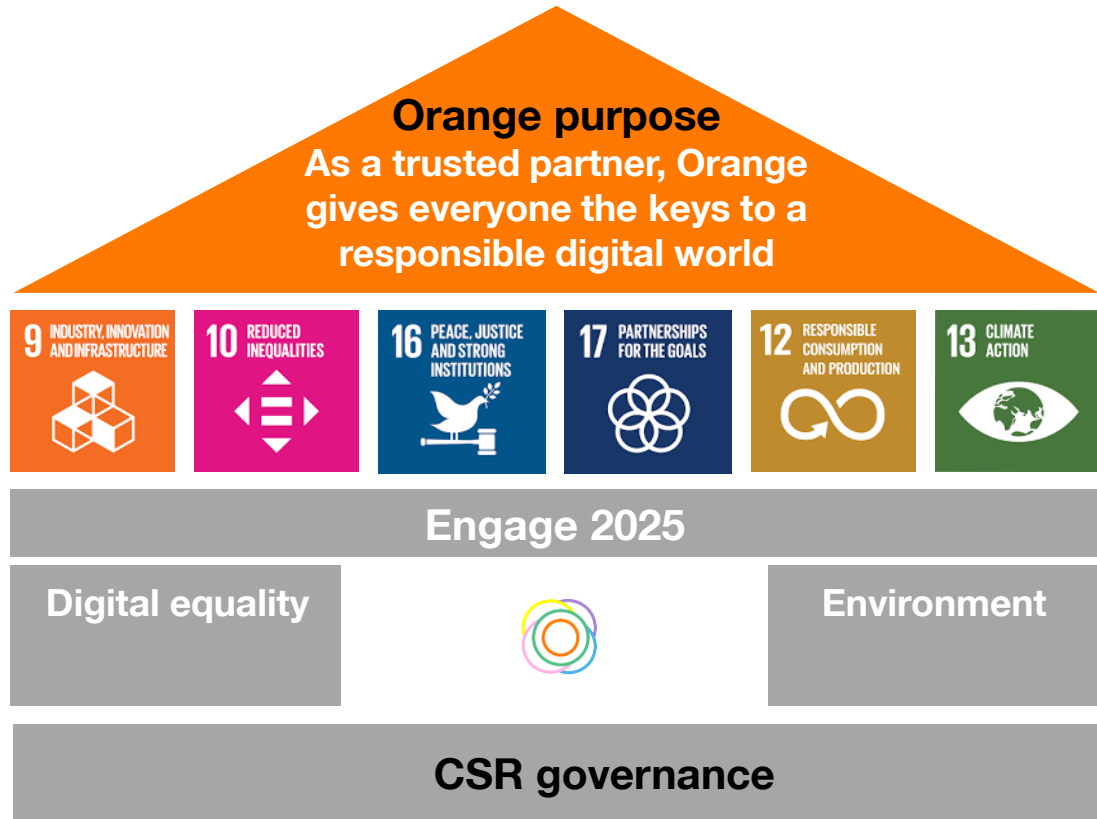 Orange purpose
As a trusted partner, Orange
gives everyone the keys to a
responsible digital world
9 INDUSTRY, INNOVATION
AND INFRASTRUCTURE
10 REDUCED
INEQUALITIES
16 PEACE, JUSTICE
AND STRONG
INSTITUTIONS
17 PARTNERSHIPS
FOR THE GOALS
12 RESPONSIBLE
CONSUMPTION
AND PRODUCTION
13 CLIMATE
ACTION
Engage 2025
Digital equality
Environment
CSR governance